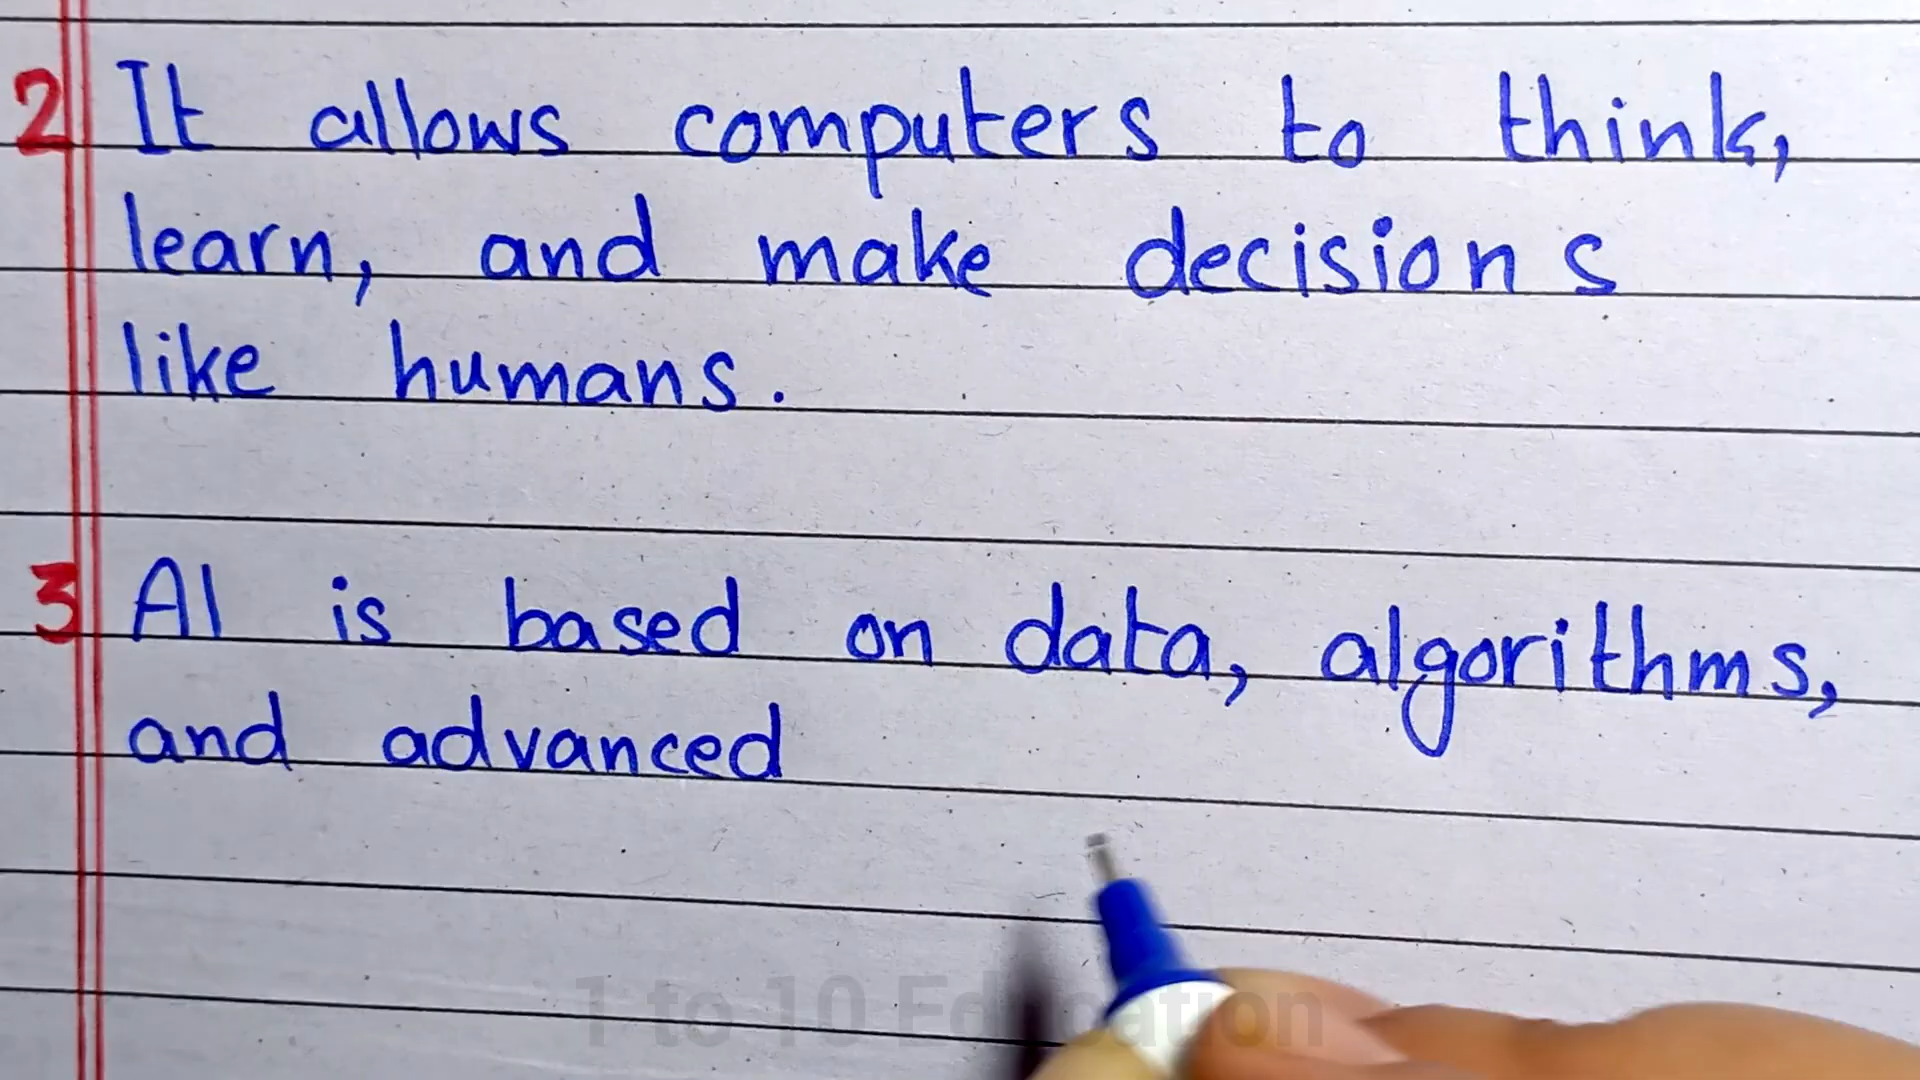 2 It allows computers to think,
learn, and make decisions
like humans.
3 AI is based on data, algorithms,
and advanced
1 to 10 Education